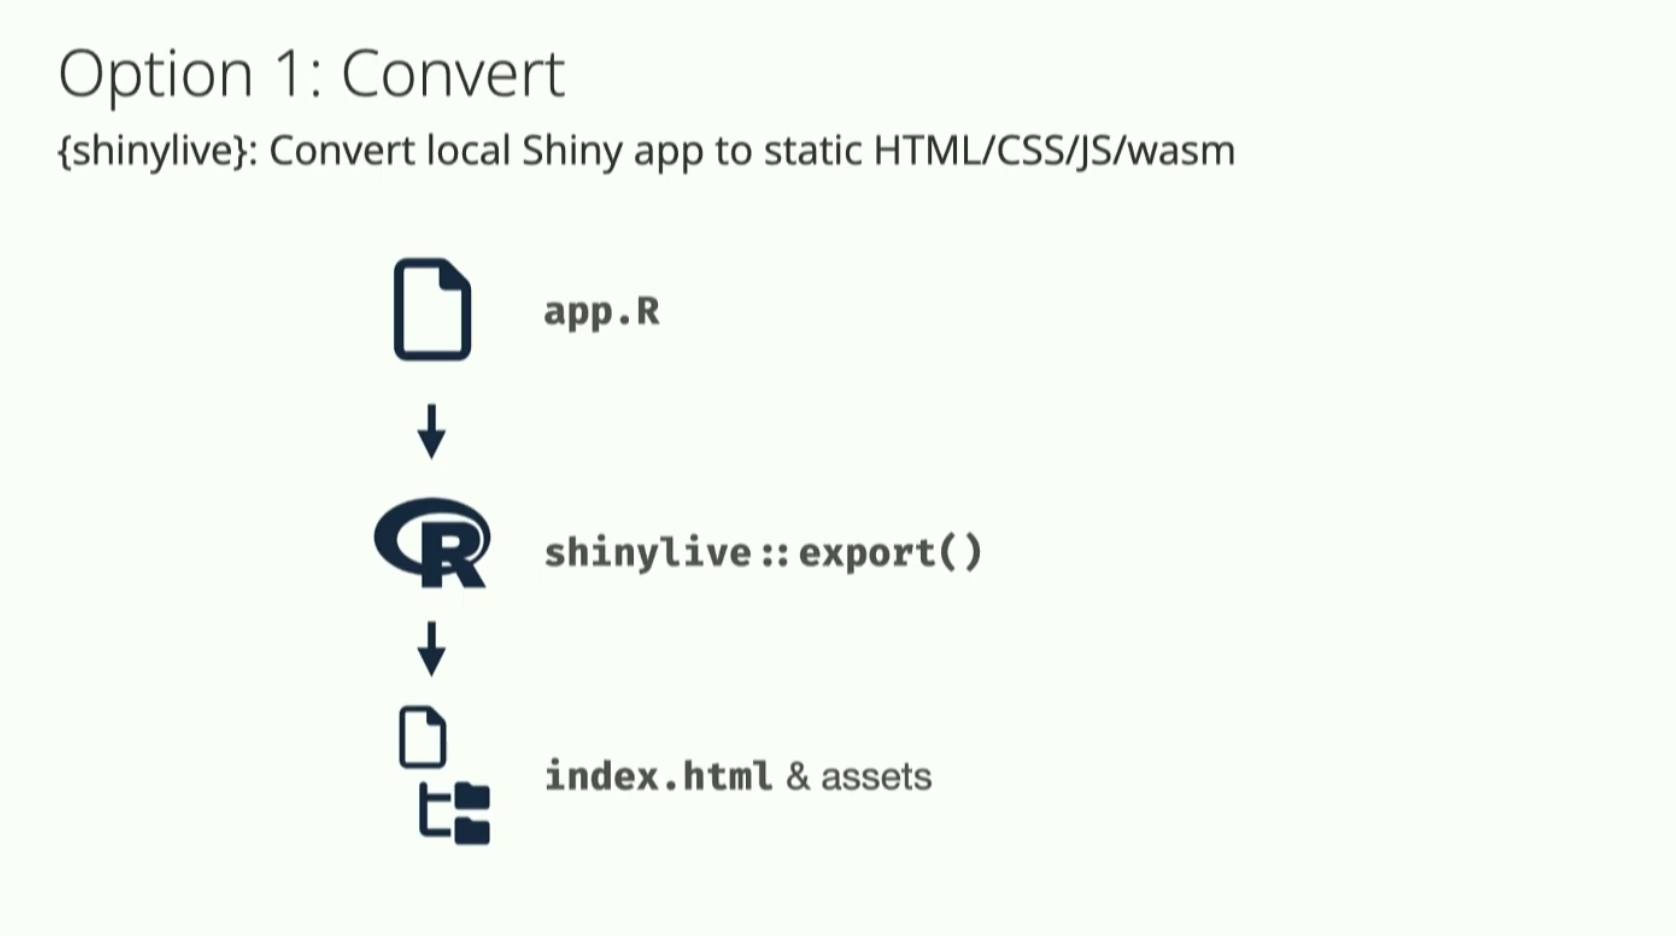 Option 1: Convert
{shinylive}: Convert local Shiny app to static HTML/CSS/JS/wasm
app.R
R
shinylive::export()
index.html & assets